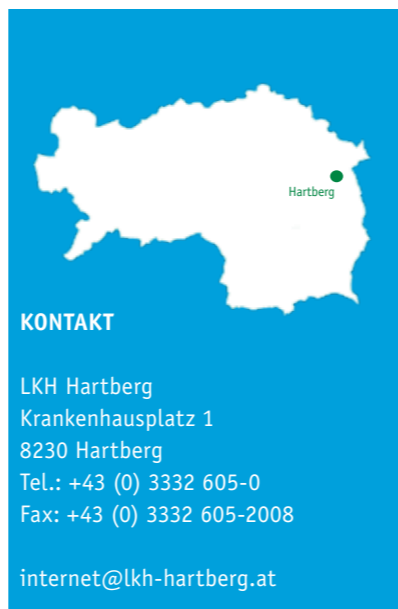 Hartberg
KONTAKT
LKH Hartberg
Krankenhausplatz 1
8230 Hartberg
Tel.: +43 (0) 3332 605-0
Fax: +43 (0) 3332 605-2008
internet@lkh-hartberg.at